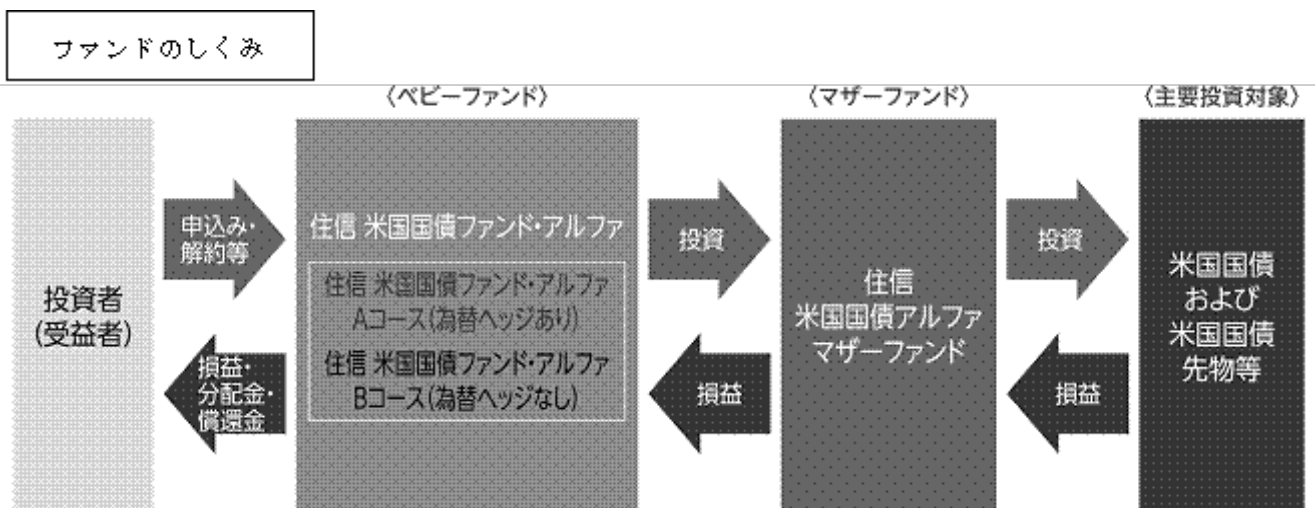 ファンドのしくみ
〈ベビーファンド〉
〈マザーファンド〉
〈主要投資対象〉
投資者
(受益者)
申込み・
解約等
損益・
分配金・
償還金
住信 米国国債ファンド・アルファ
住信 米国国債ファンド・アルファ
Aコース(為替ヘッジあり)
住信 米国国債ファンド・アルファ
Bコース(為替ヘッジなし)
投資
損益
住信
米国国債アルファ
マザーファンド
投資
損益
米国国債
および
米国国債
先物等